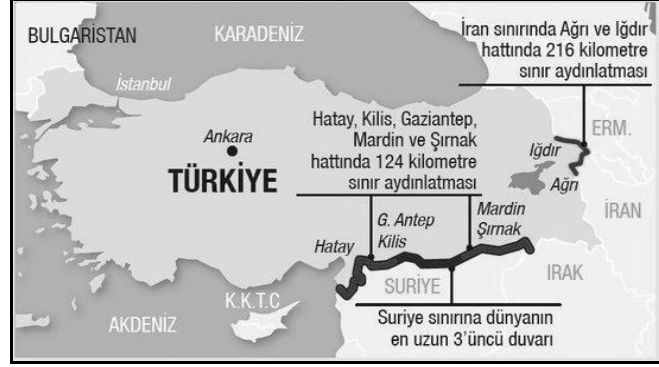 BULGARİSTAN
KARADENİZ
İran sınırında Ağrı ve Iğdır
hattında 216 kilometre
sınır aydınlatması
İstanbul
Hatay, Kilis, Gaziantep,
Mardin ve Şırnak
hattında 124 kilometre
sınır aydınlatması
ERM.
Ankara
TÜRKİYE
Iğdır
Ağrı
İRAN
G. Antep
Kilis
Mardin
Şırnak
Hatay
SURİYE
IRAK
K.K.T.C
AKDENİZ
Suriye sınırına dünyanın
en uzun 3'üncü duvarı